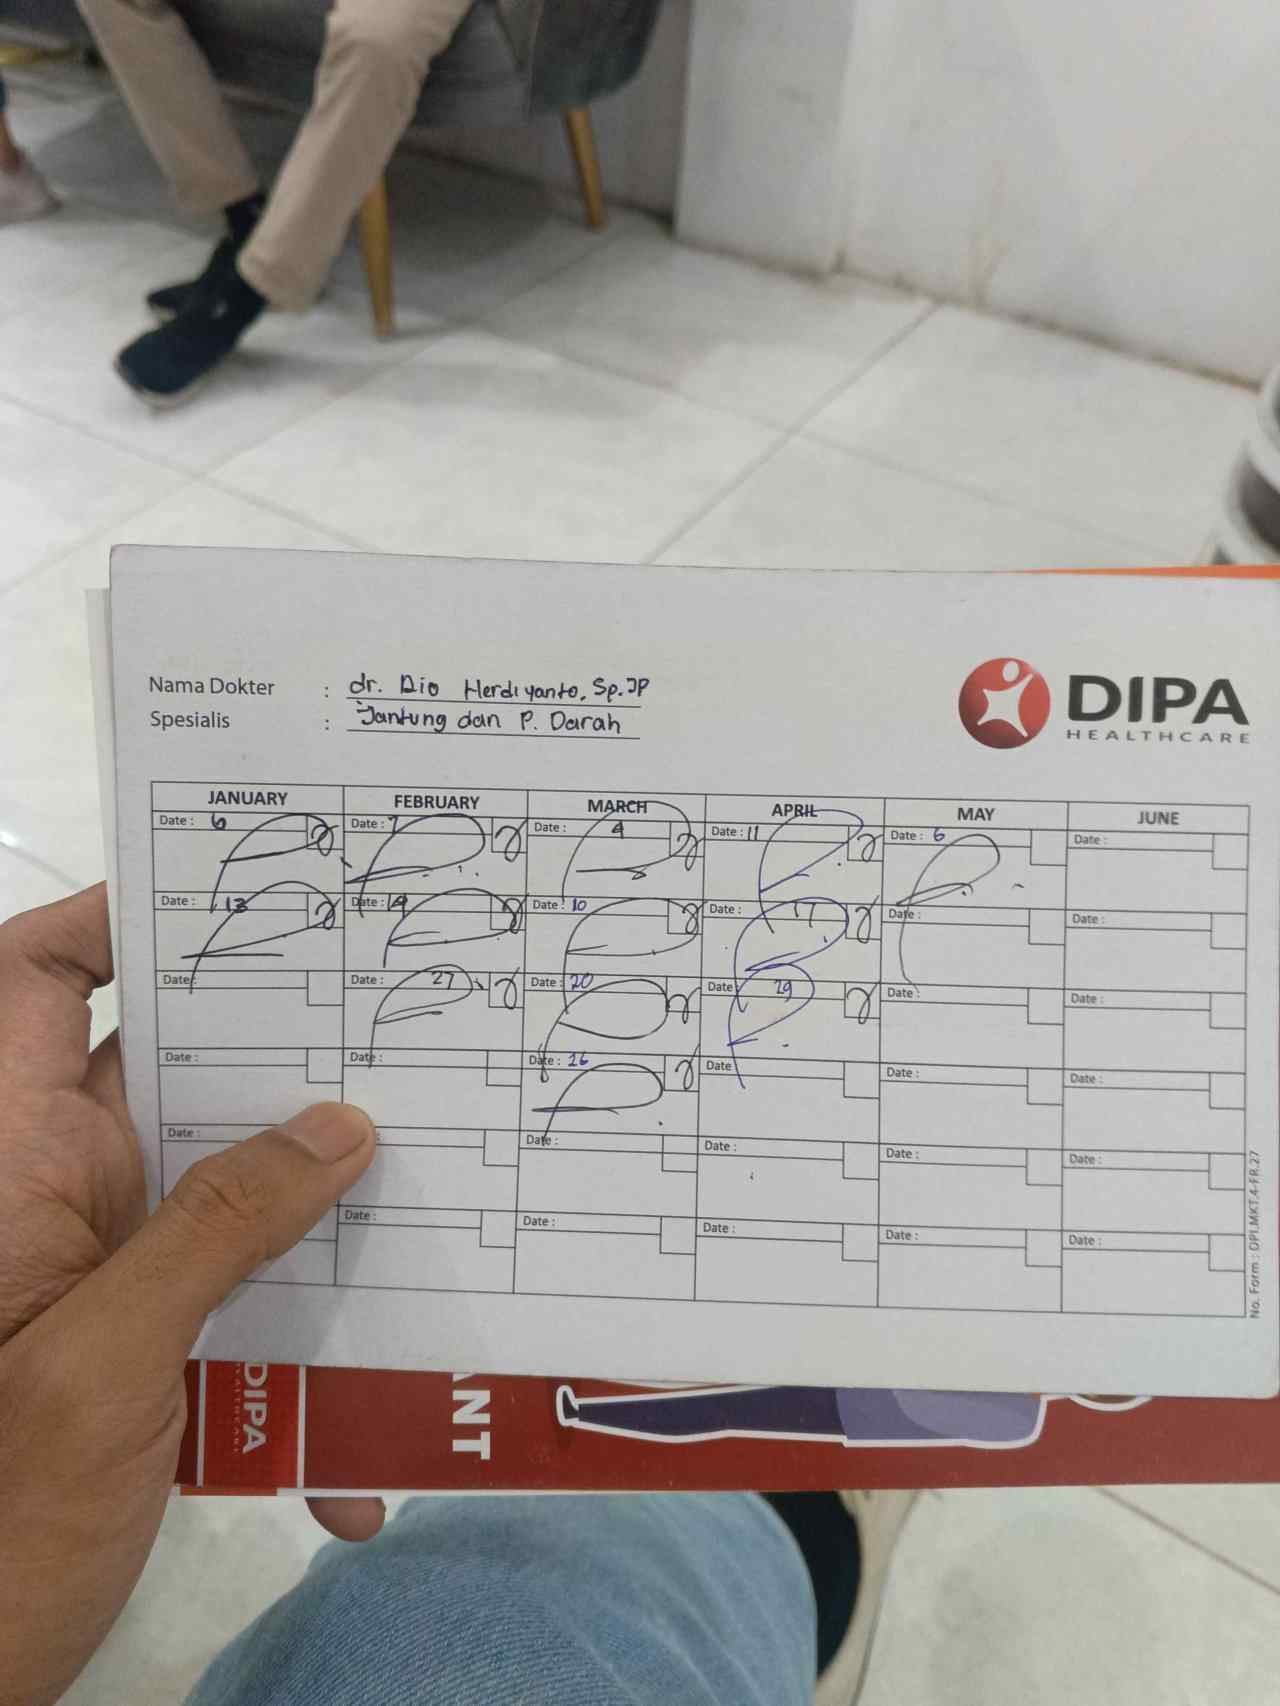 Nama Dokter : dr. Dio Herdiyanto, Sp.JP
Spesialis : Jantung dan P. Darah
DIPA
HEALTHCARE
JANUARY FEBRUARY MARCH APRIL MAY JUNE
Date : 6 Date : 7 Date : 4 Date : 11 Date : 6 Date :
Date : 13 Date : 14 Date : 10 Date : 17 Date : Date :
Date : Date : 27 Date : 20 Date : 29 Date : Date :
Date : Date : Date : 26 Date Date : Date :
Date : : Date : Date : Date : Date :
Date : Date : Date : Date : Date :
No. Form : DPI.MKT.4-FR.27
DIPA
HEALTHCARE
ANT